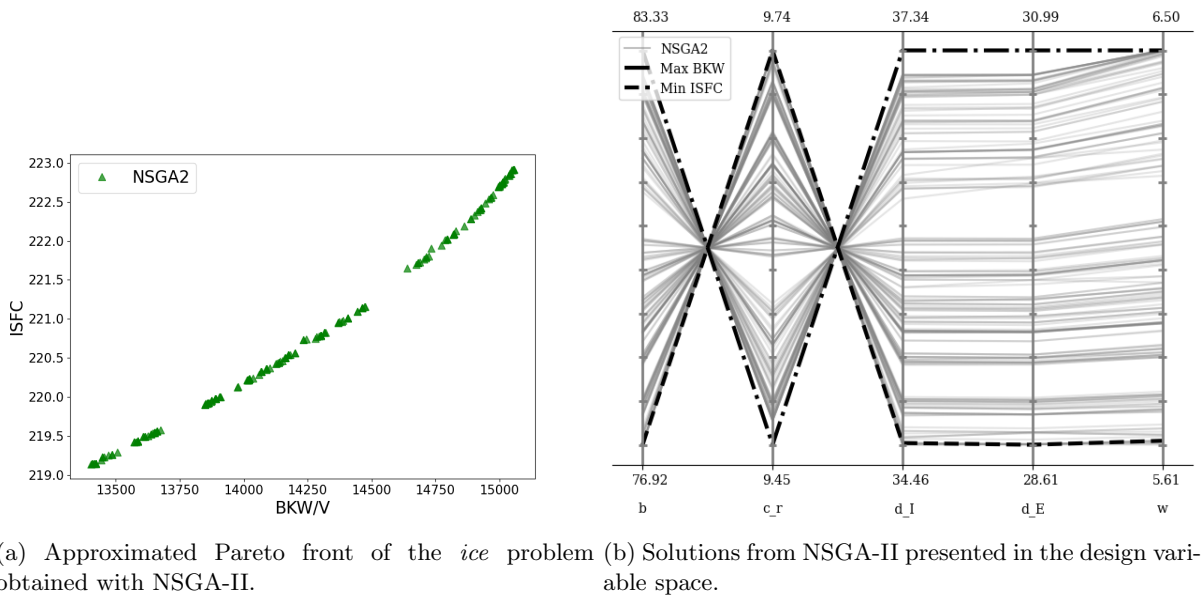 83.33 9.74 37.34 30.99 6.50
NSGA2
Max BKW
Min ISFC
NSGA2
223.0
222.5
222.0
221.5
221.0
220.5
220.0
219.5
219.0
ISFC
13500 13750 14000 14250 14500 14750 15000
BKW/V
76.92 9.45 34.46 28.61 5.61
b c_r d_I d_E w
(a) Approximated Pareto front of the ice problem
obtained with NSGA-II.
(b) Solutions from NSGA-II presented in the design vari-
able space.